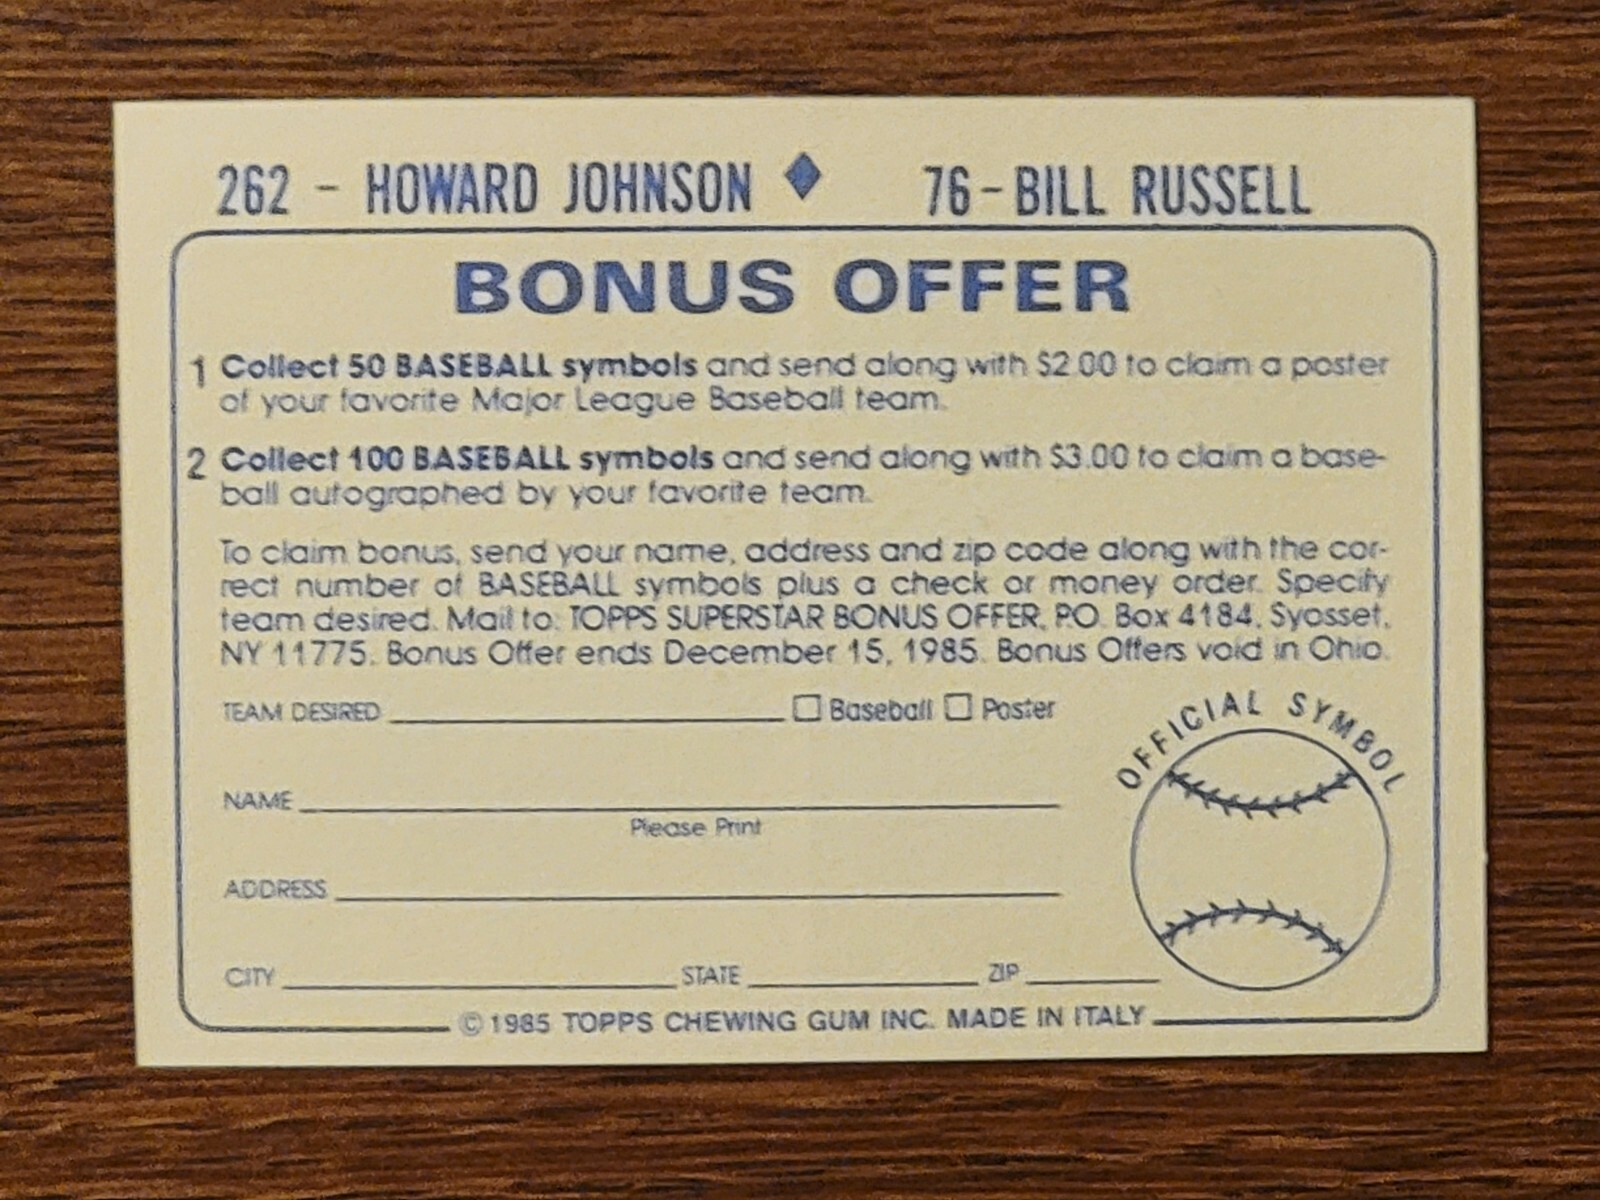 262 - HOWARD JOHNSON ♦ 76 - BILL RUSSELL
BONUS OFFER
1 Collect 50 BASEBALL symbols and send along with $2.00 to claim a poster
of your favorite Major League Baseball team.
2 Collect 100 BASEBALL symbols and send along with $3.00 to claim a base-
ball autographed by your favorite team.
To claim bonus, send your name, address and zip code along with the cor-
rect number of BASEBALL symbols plus a check or money order. Specify
team desired. Mail to: TOPPS SUPERSTAR BONUS OFFER, P.O. Box 4184, Syosset,
NY 11775. Bonus Offer ends December 15, 1985. Bonus Offers void in Ohio.
TEAM DESIRED Baseball Poster
OFFICIAL SYMBOL
NAME
Please Print
ADDRESS
CITY STATE ZIP
© 1985 TOPPS CHEWING GUM INC. MADE IN ITALY